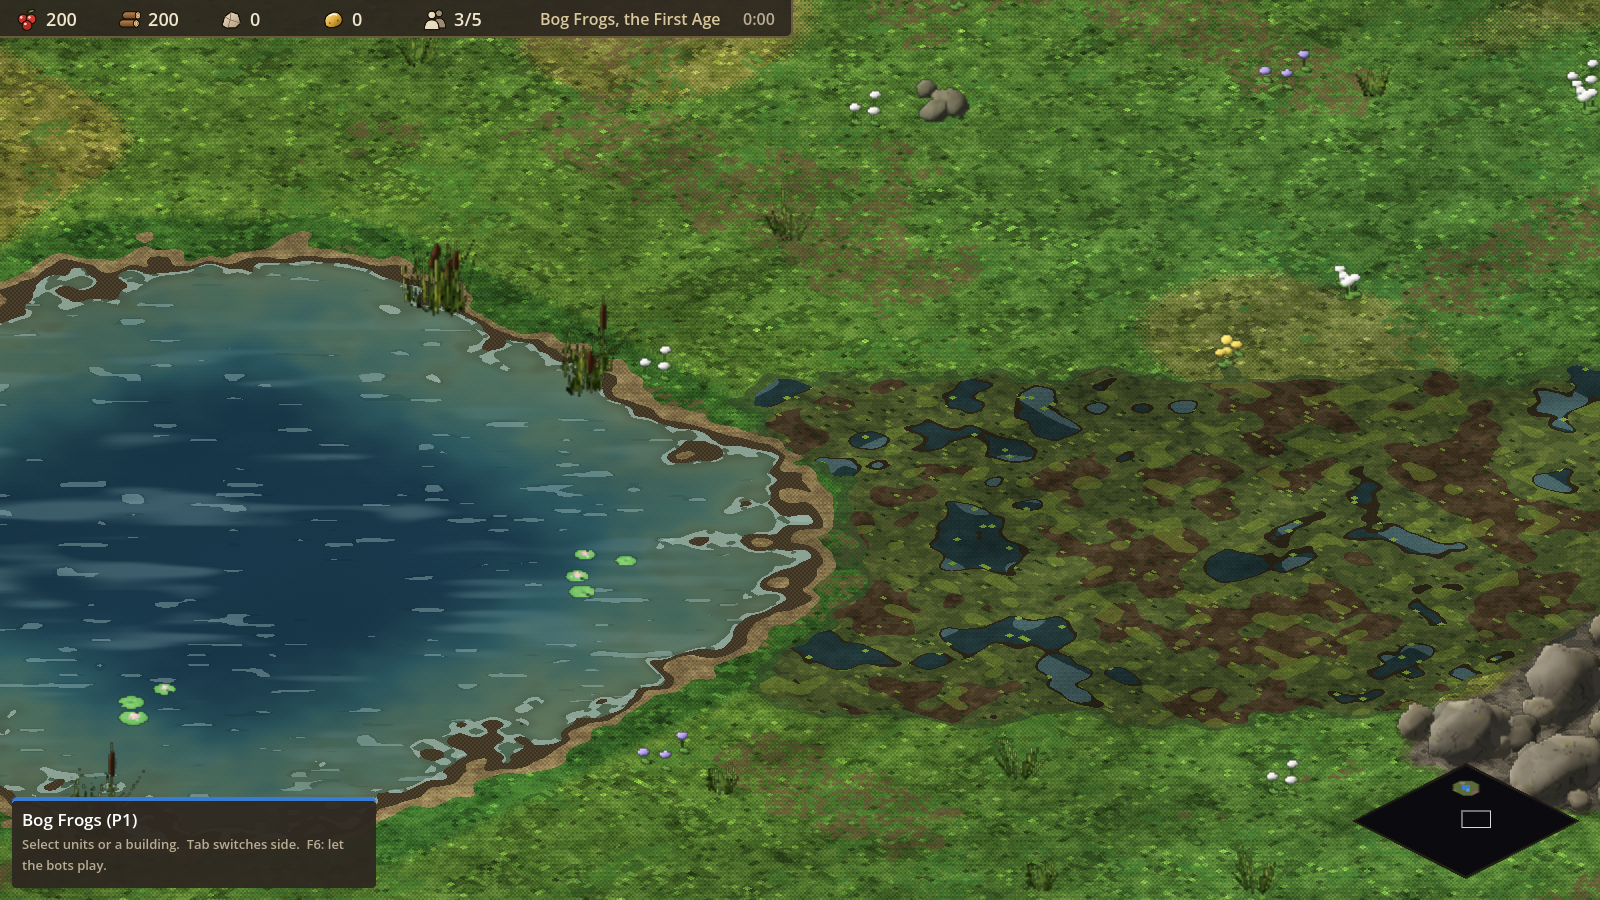 200 200 0 0 3/5 Bog Frogs, the First Age 0:00
Bog Frogs (P1)
Select units or a building. Tab switches side. F6: let
the bots play.